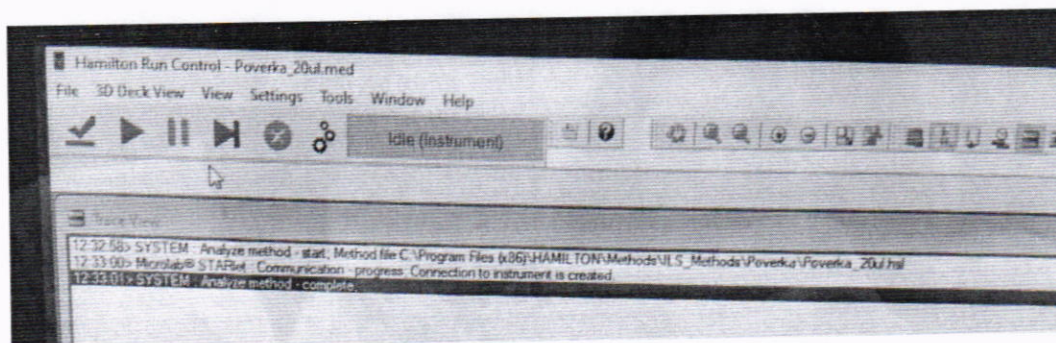 Hamilton Run Control - Poverka_20ul.med
File 3D Deck View View Settings Tools Window Help
Idle (Instrument)
Trace View
12:32:58> SYSTEM : Analyze method - start; Method file C:\Program Files (x86)\HAMILTON\Methods\ILS_Methods\Poverka\Poverka_20ul.hsl
12:33:00> Microlab® STARlet : Communication - progress; Connection to instrument is created.
12:33:01> SYSTEM : Analyze method - complete;